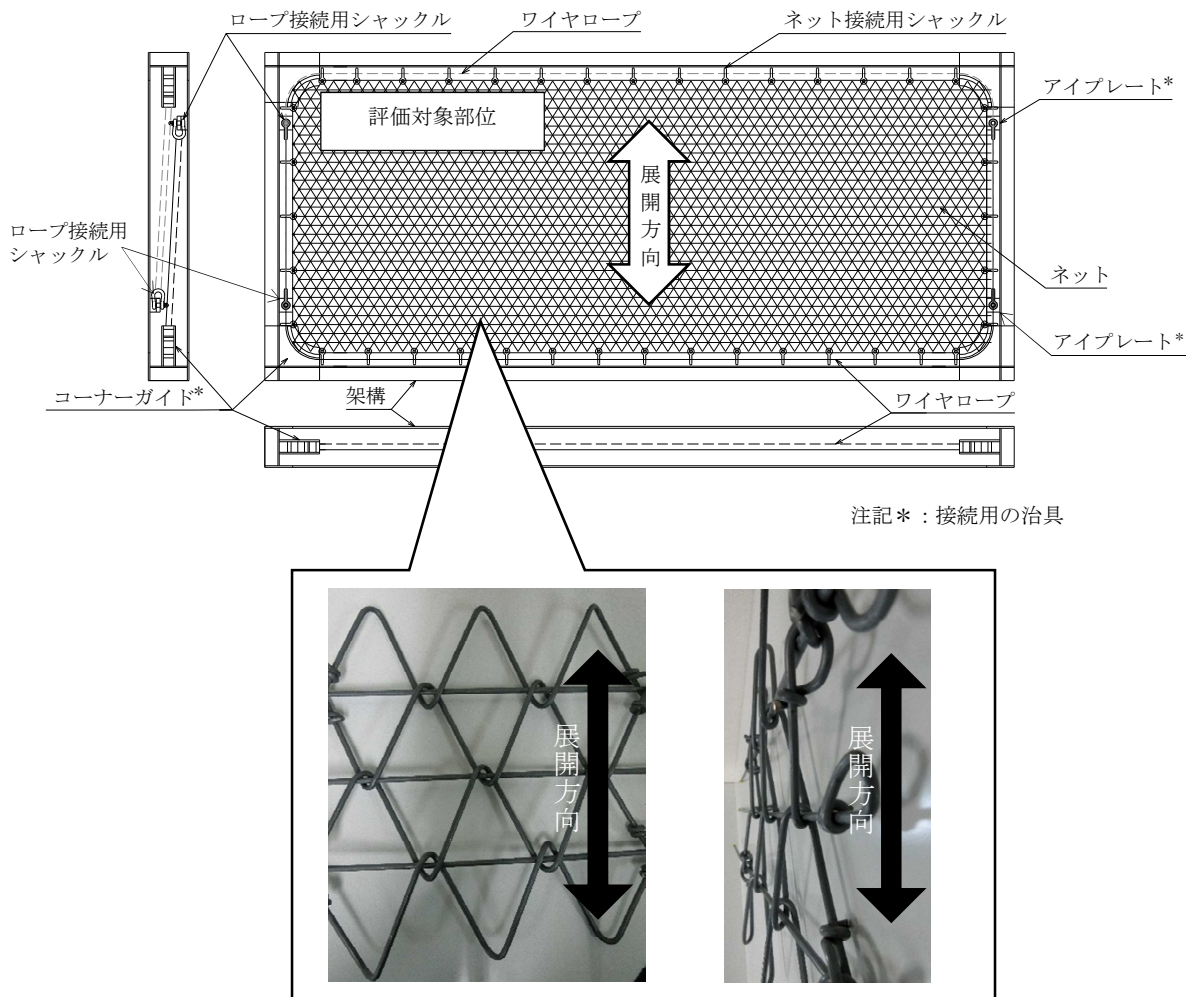 ロープ接続用シャックル
ワイヤロープ
ネット接続用シャックル
アイプレート*
評価対象部位
展開方向
ロープ接続用
シャックル
ネット
アイプレート*
コーナーガイド*
架構
ワイヤロープ
注記＊：接続用の治具
展開方向
展開方向